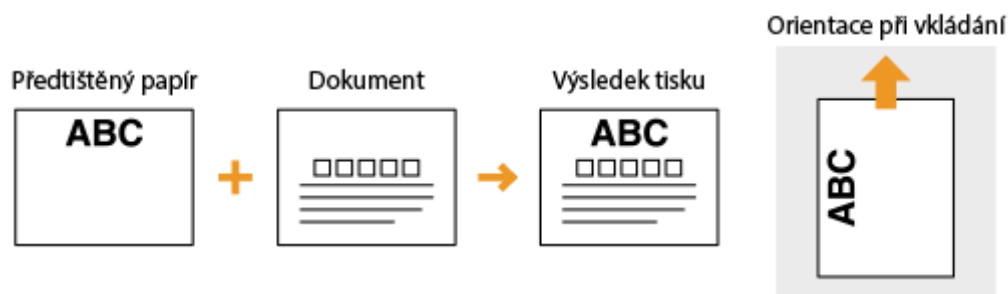 Orientace při vkládání
Předtištěný papír
Dokument
Výsledek tisku
ABC
ABC
ABC